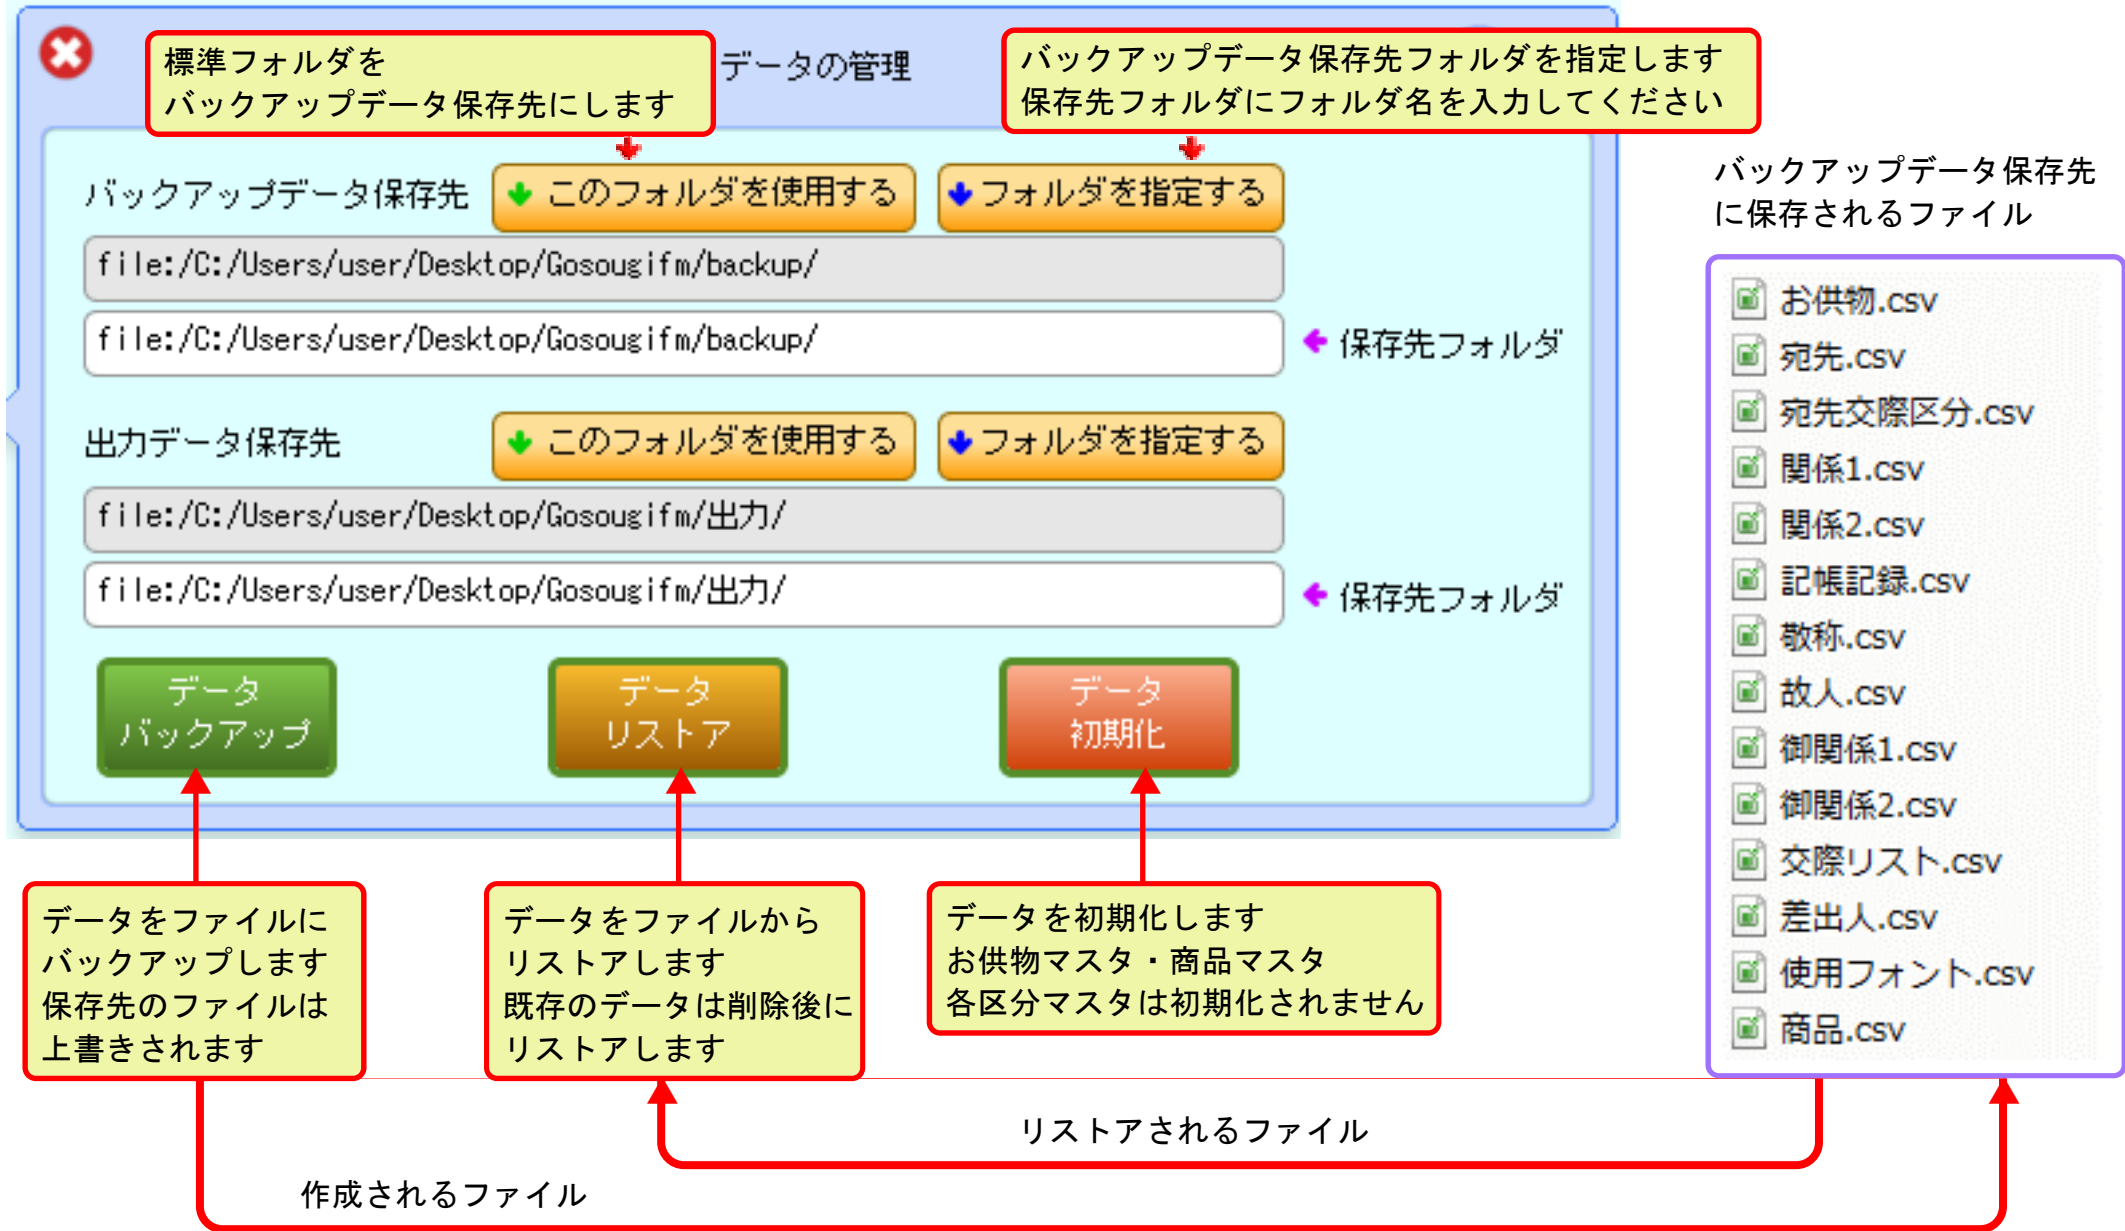 標準フォルダを
バックアップデータ保存先にします
データの管理
バックアップデータ保存先フォルダを指定します
保存先フォルダにフォルダ名を入力してください
バックアップデータ保存先
このフォルダを使用する
フォルダを指定する
file:/C:/Users/user/Desktop/Gosougifm/backup/
file:/C:/Users/user/Desktop/Gosougifm/backup/
保存先フォルダ
出力データ保存先
このフォルダを使用する
フォルダを指定する
file:/C:/Users/user/Desktop/Gosougifm/出力/
file:/C:/Users/user/Desktop/Gosougifm/出力/
保存先フォルダ
データ
バックアップ
データ
リストア
データ
初期化
データをファイルに
バックアップします
保存先のファイルは
上書きされます
データをファイルから
リストアします
既存のデータは削除後に
リストアします
データを初期化します
お供物マスタ・商品マスタ
各区分マスタは初期化されません
バックアップデータ保存先
に保存されるファイル
お供物.csv
宛先.csv
宛先交際区分.csv
関係1.csv
関係2.csv
記帳記録.csv
敬称.csv
故人.csv
御関係1.csv
御関係2.csv
交際リスト.csv
差出人.csv
使用フォント.csv
商品.csv
リストアされるファイル
作成されるファイル